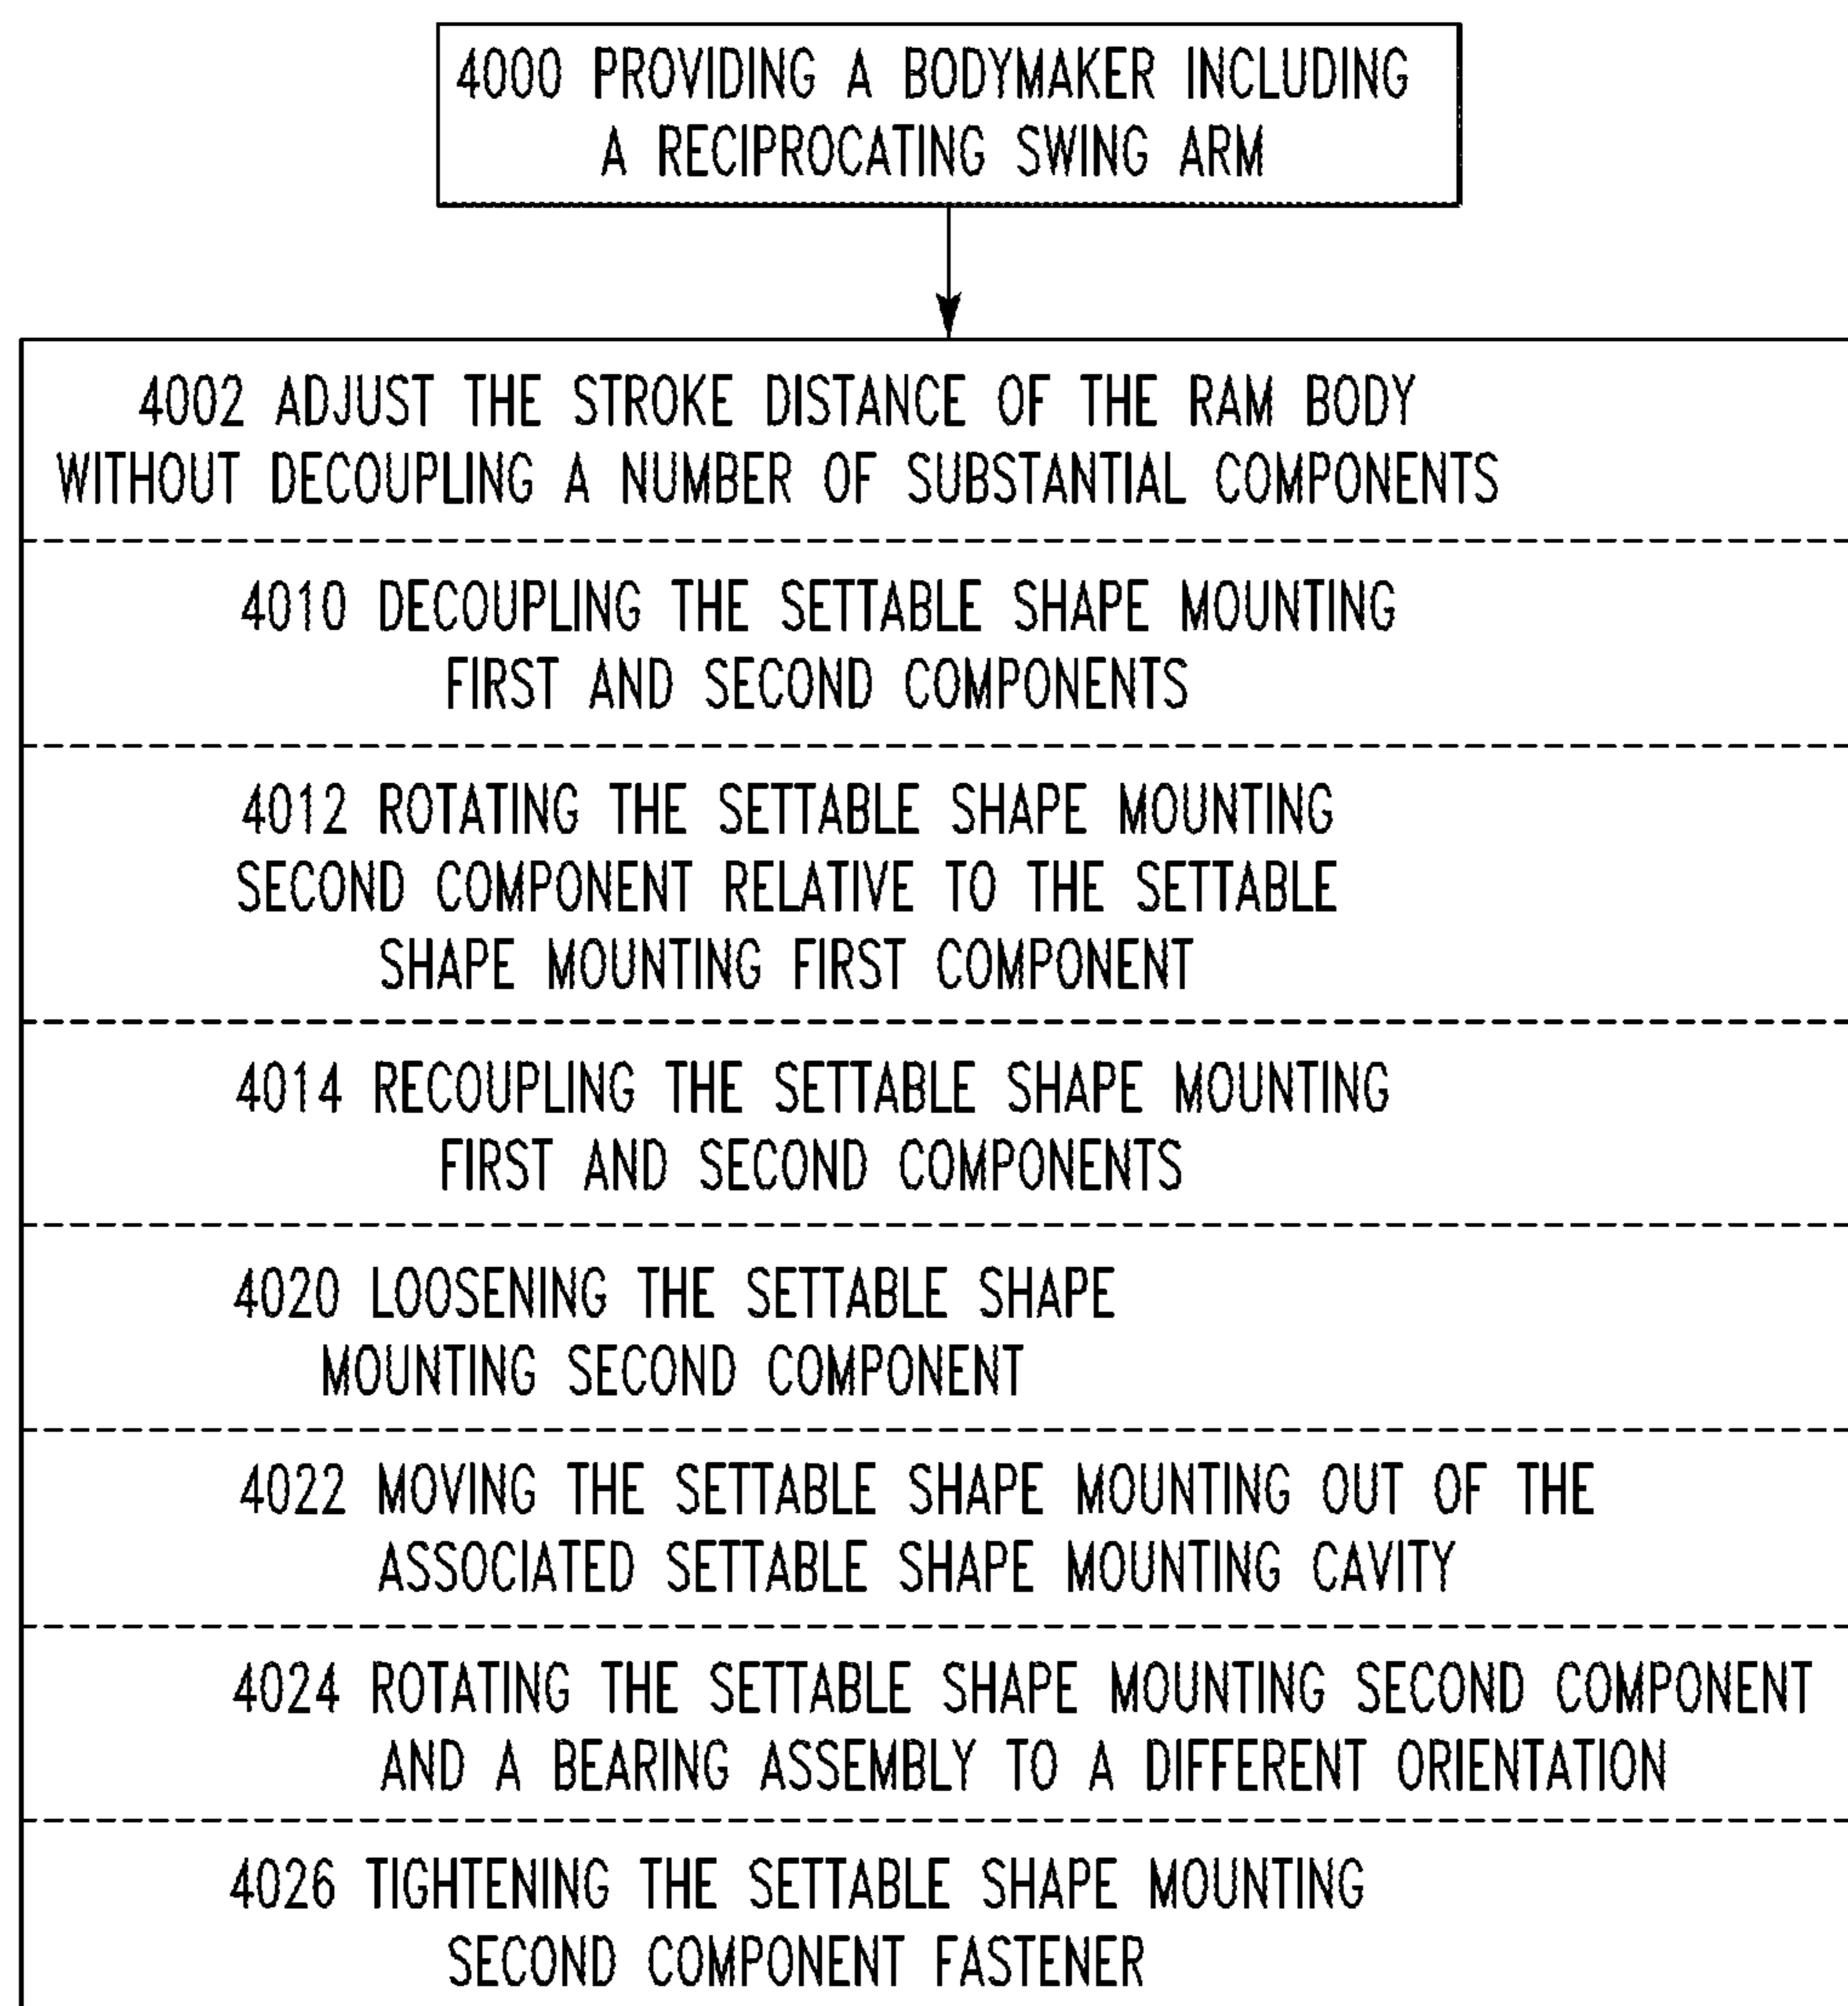 4000 PROVIDING A BODYMAKER INCLUDING
A RECIPROCATING SWING ARM
4002 ADJUST THE STROKE DISTANCE OF THE RAM BODY
WITHOUT DECOUPLING A NUMBER OF SUBSTANTIAL COMPONENTS
4010 DECOUPLING THE SETTABLE SHAPE MOUNTING
FIRST AND SECOND COMPONENTS
4012 ROTATING THE SETTABLE SHAPE MOUNTING
SECOND COMPONENT RELATIVE TO THE SETTABLE
SHAPE MOUNTING FIRST COMPONENT
4014 RECOUPLING THE SETTABLE SHAPE MOUNTING
FIRST AND SECOND COMPONENTS
4020 LOOSENING THE SETTABLE SHAPE
MOUNTING SECOND COMPONENT
4022 MOVING THE SETTABLE SHAPE MOUNTING OUT OF THE
ASSOCIATED SETTABLE SHAPE MOUNTING CAVITY
4024 ROTATING THE SETTABLE SHAPE MOUNTING SECOND COMPONENT
AND A BEARING ASSEMBLY TO A DIFFERENT ORIENTATION
4026 TIGHTENING THE SETTABLE SHAPE MOUNTING
SECOND COMPONENT FASTENER